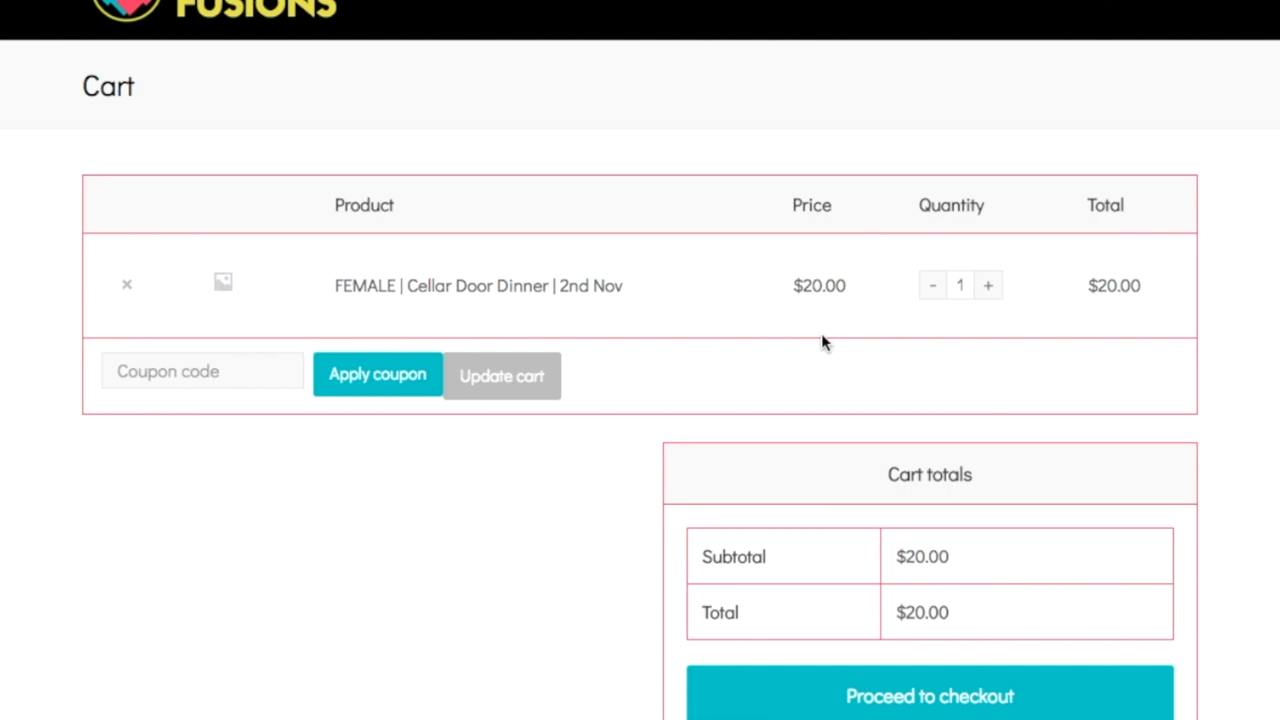 FUSIONS
Cart
Product Price Quantity Total
× FEMALE | Cellar Door Dinner | 2nd Nov $20.00 - 1 + $20.00
Coupon code Apply coupon Update cart
Cart totals
Subtotal $20.00
Total $20.00
Proceed to checkout